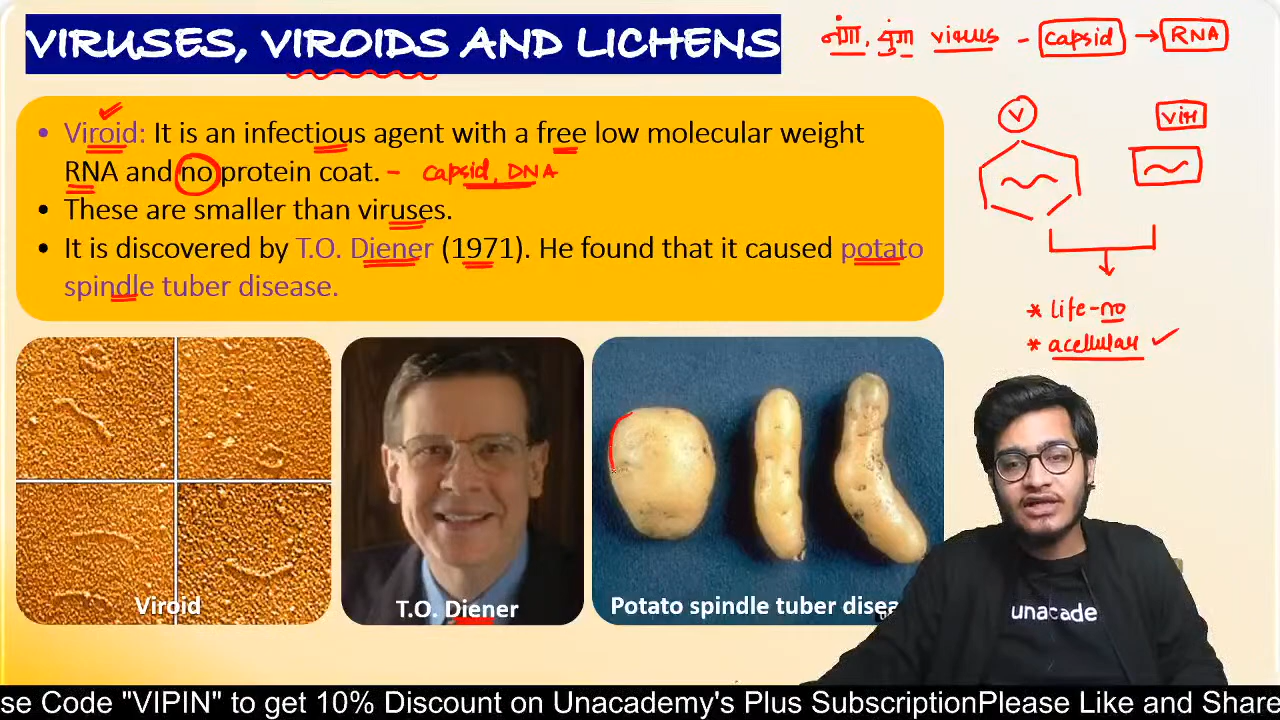 VIRUSES, VIROIDS AND LICHENS
नंगा, पुंगा virus - capsid → RNA
• Viroid: It is an infectious agent with a free low molecular weight
RNA and no protein coat. - capsid, DNA
• These are smaller than viruses.
• It is discovered by T.O. Diener (1971). He found that it caused potato
spindle tuber disease.
V
* life-no
* acellular ✓
Viroid
T.O. Diener
Potato spindle tuber disea
unacade
se Code "VIPIN" to get 10% Discount on Unacademy's Plus SubscriptionPlease Like and Share